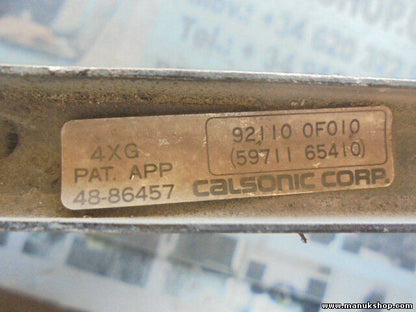 4XG
PAT. APP
48-86457
92110 0F010
(59711 65410)
CALSONIC CORP.
www.manukshop.com